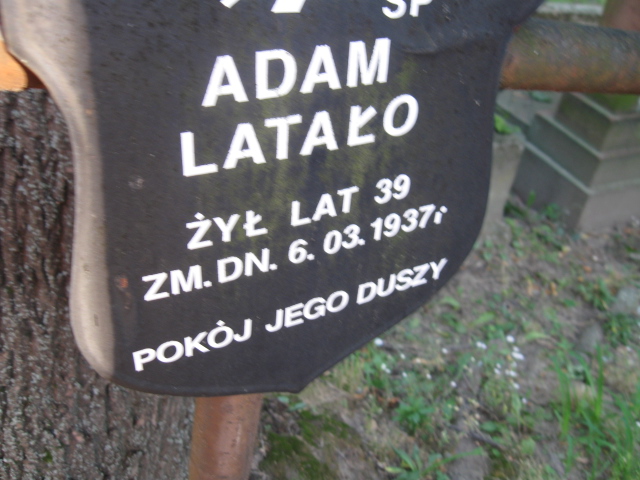 SP
ADAM
LATAŁO
ŻYŁ LAT 39
ZM. DN. 6. 03. 1937r
POKÓJ JEGO DUSZY